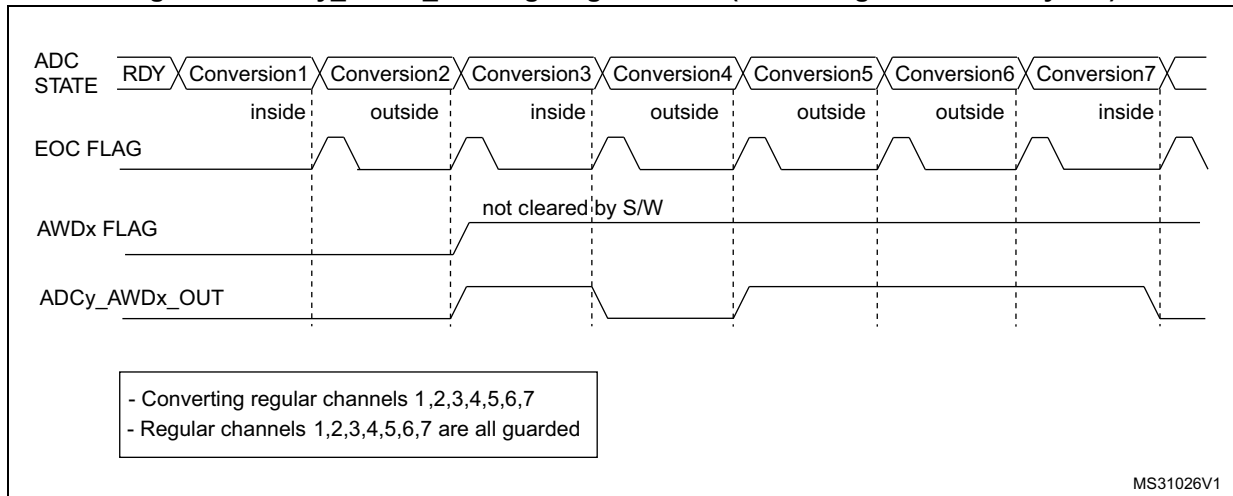 ADC
STATE
RDY Conversion1 Conversion2 Conversion3 Conversion4 Conversion5 Conversion6 Conversion7
inside outside inside outside outside outside inside
EOC FLAG
not cleared by S/W
AWDx FLAG
ADCy_AWDx_OUT
- Converting regular channels 1,2,3,4,5,6,7
- Regular channels 1,2,3,4,5,6,7 are all guarded
MS31026V1